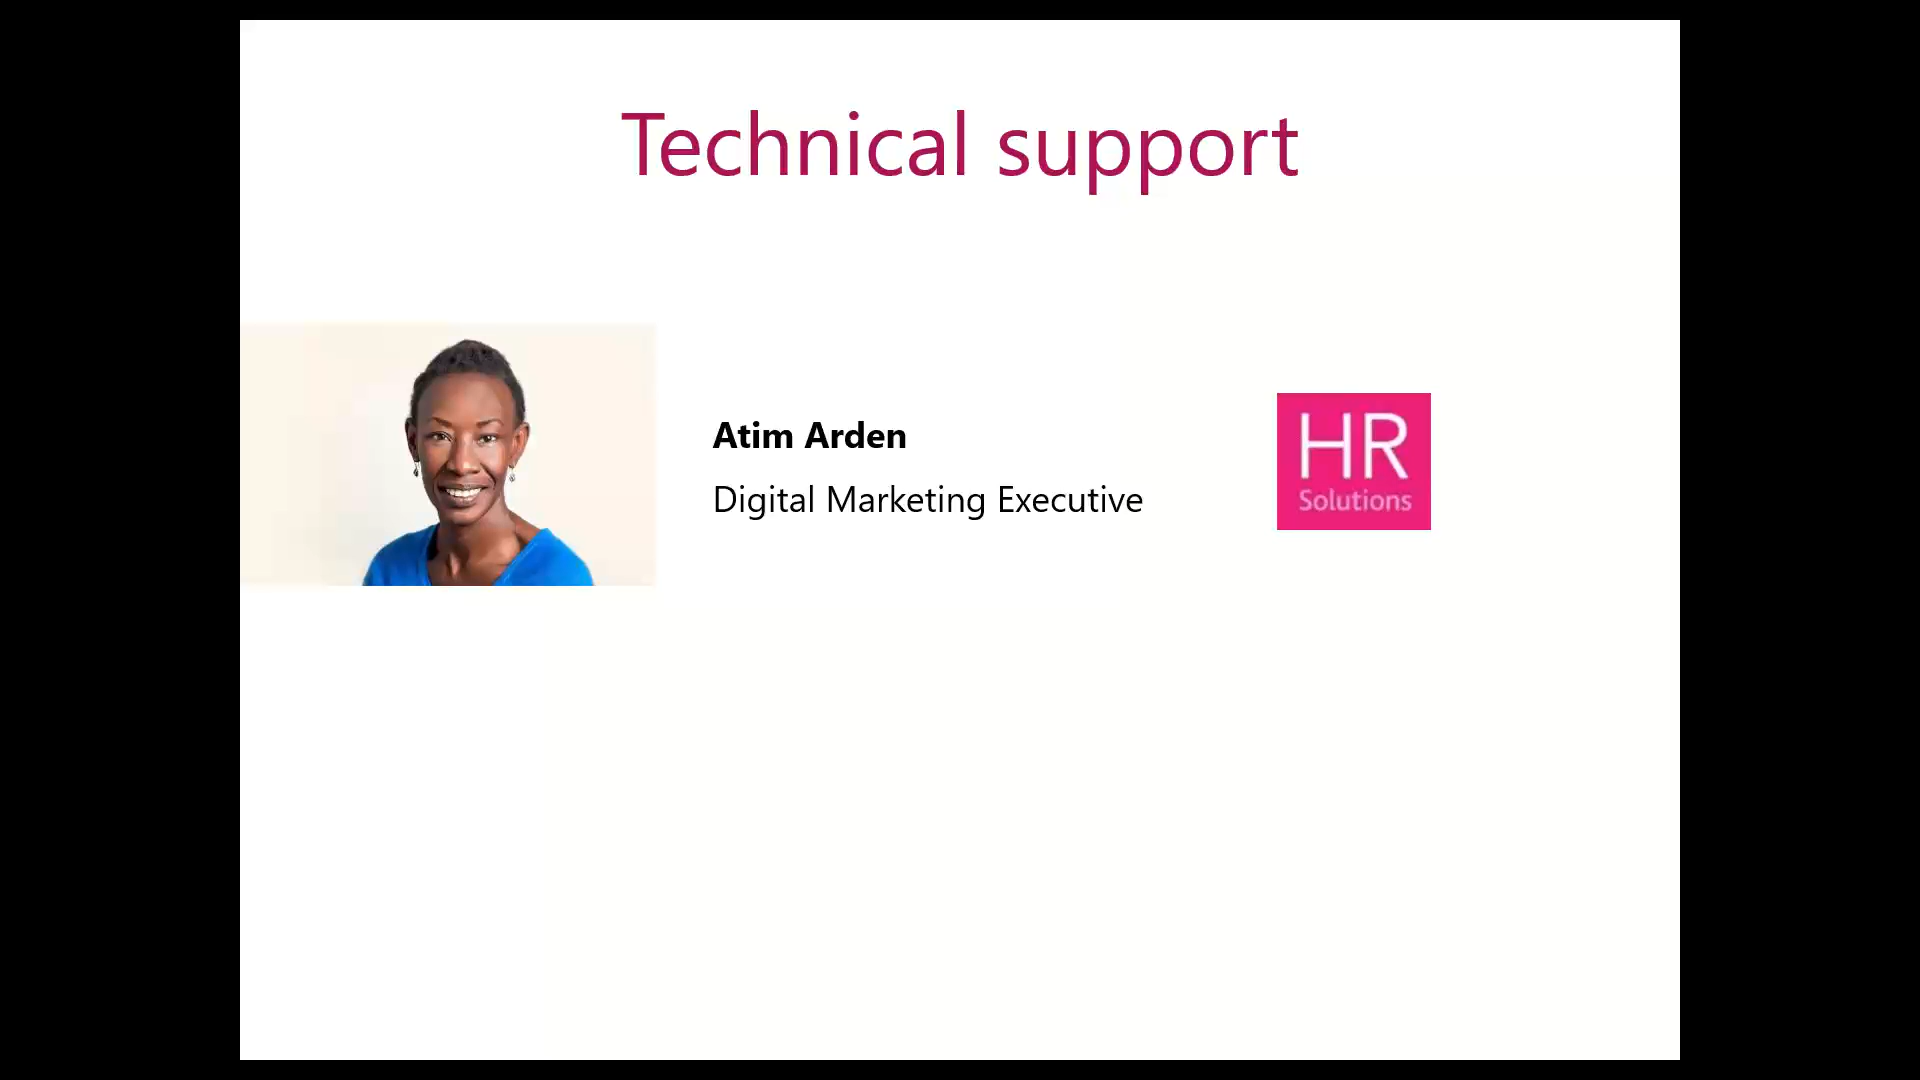 Technical support
Atim Arden
Digital Marketing Executive
HR
Solutions